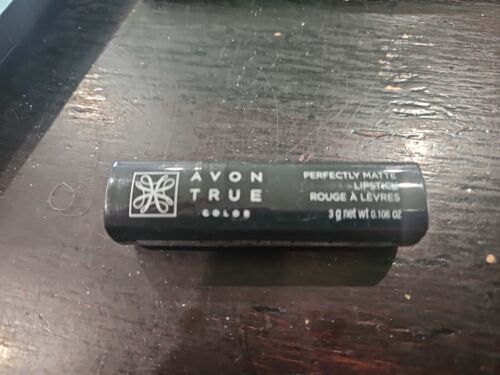 AVON
TRUE
COLOR
PERFECTLY MATTE
LIPSTICK
ROUGE À LÈVRES
3 g net wt 0.106 oz